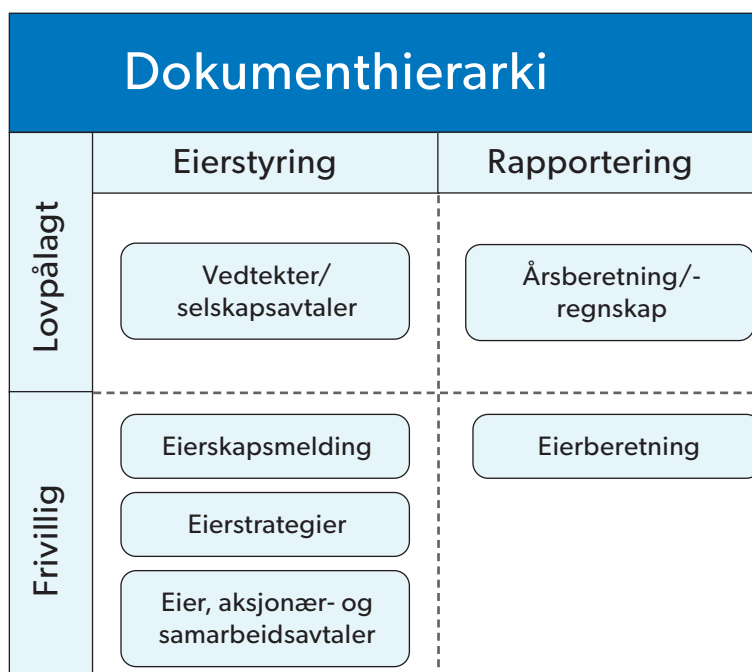 Dokumenthierarki
Eierstyring
Rapportering
Lovpålagt
Vedtekter/
selskapsavtaler
Årsberetning/-
regnskap
Frivillig
Eierskapsmelding
Eierberetning
Eierstrategier
Eier, aksjonær- og
samarbeidsavtaler